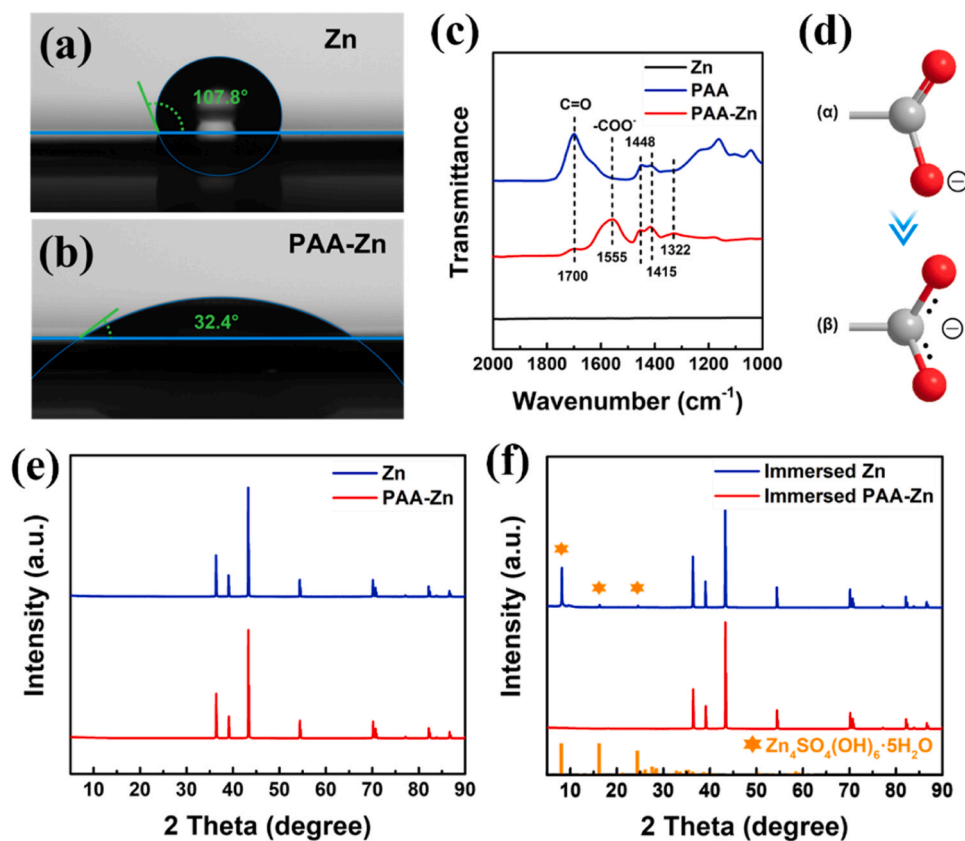 (a)
Zn
107.8°
(b)
PAA-Zn
32.4°
(c)
Zn
PAA
PAA-Zn
C=O
-COO⁻
1448
1700
1555
1415
1322
Transmittance
2000 1800 1600 1400 1200 1000
Wavenumber (cm⁻¹)
(d)
(α)
(β)
(e)
Zn
PAA-Zn
Intensity (a.u.)
10 20 30 40 50 60 70 80 90
2 Theta (degree)
(f)
Immersed Zn
Immersed PAA-Zn
Zn₄SO₄(OH)₆·5H₂O
Intensity (a.u.)
10 20 30 40 50 60 70 80 90
2 Theta (degree)